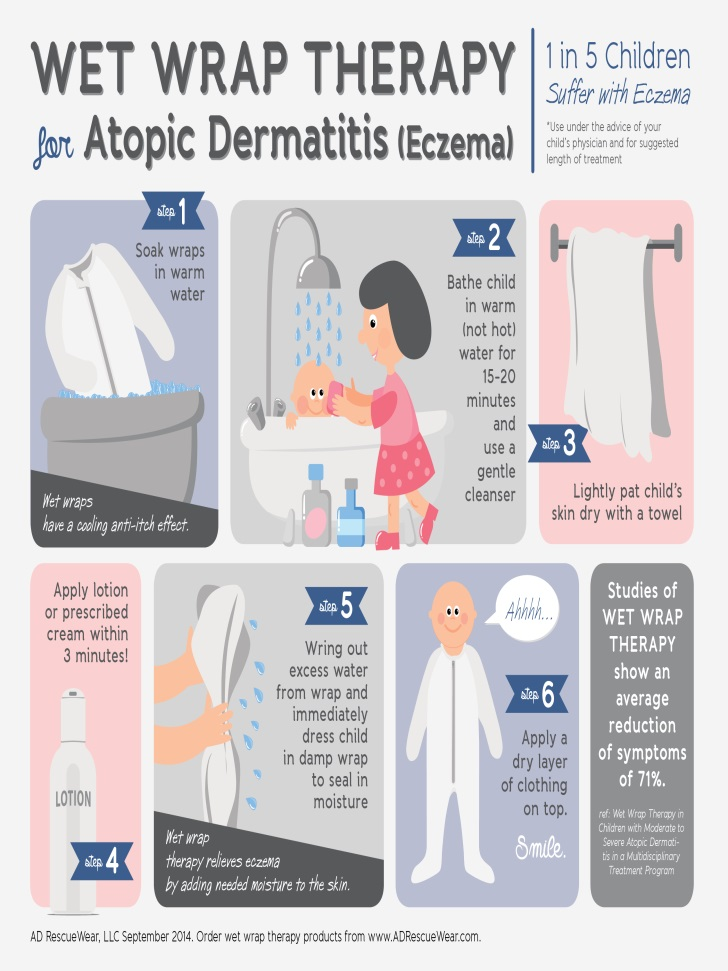 WET WRAP THERAPY
for Atopic Dermatitis (Eczema)
1 in 5 Children
Suffer with Eczema
*Use under the advice of your
child's physician and for suggested
length of treatment
step 1
Soak wraps
in warm
water
Wet wraps
have a cooling anti-itch effect.
step 2
Bathe child
in warm
(not hot)
water for
15-20
minutes
and
use a
gentle
cleanser
step 3
Lightly pat child's
skin dry with a towel
Apply lotion
or prescribed
cream within
3 minutes!
LOTION
step 4
step 5
Wring out
excess water
from wrap and
immediately
dress child
in damp wrap
to seal in
moisture
Wet wrap
therapy relieves eczema
by adding needed moisture to the skin.
Ahhhh...
step 6
Apply a
dry layer
of clothing
on top.
Smile.
Studies of
WET WRAP
THERAPY
show an
average
reduction
of symptoms
of 71%.
ref: Wet Wrap Therapy in
Children with Moderate to
Severe Atopic Dermati-
tis in a Multidisciplinary
Treatment Program
AD RescueWear, LLC September 2014. Order wet wrap therapy products from www.ADRescueWear.com.